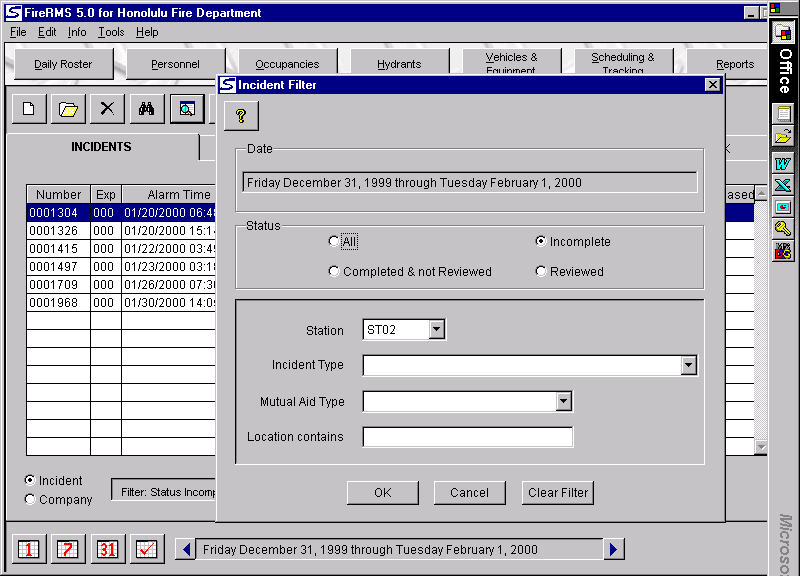 FireRMS 5.0 for Honolulu Fire Department
File Edit Info Tools Help
Daily Roster Personnel Occupancies Hydrants Vehicles & Equipment Scheduling & Tracking Reports
Incident Filter
?
INCIDENTS
Date
Friday December 31, 1999 through Tuesday February 1, 2000
Number Exp Alarm Time
0001304 000 01/20/2000 06:48
0001326 000 01/20/2000 15:14
0001415 000 01/22/2000 03:49
0001497 000 01/23/2000 03:18
0001709 000 01/26/2000 07:30
0001968 000 01/30/2000 14:09
ased
Status
All Incomplete
Completed & not Reviewed Reviewed
Station ST02
Incident Type
Mutual Aid Type
Location contains
OK Cancel Clear Filter
Incident
Company
Filter: Status Incomp
1 7 31
Friday December 31, 1999 through Tuesday February 1, 2000
Office
Microso